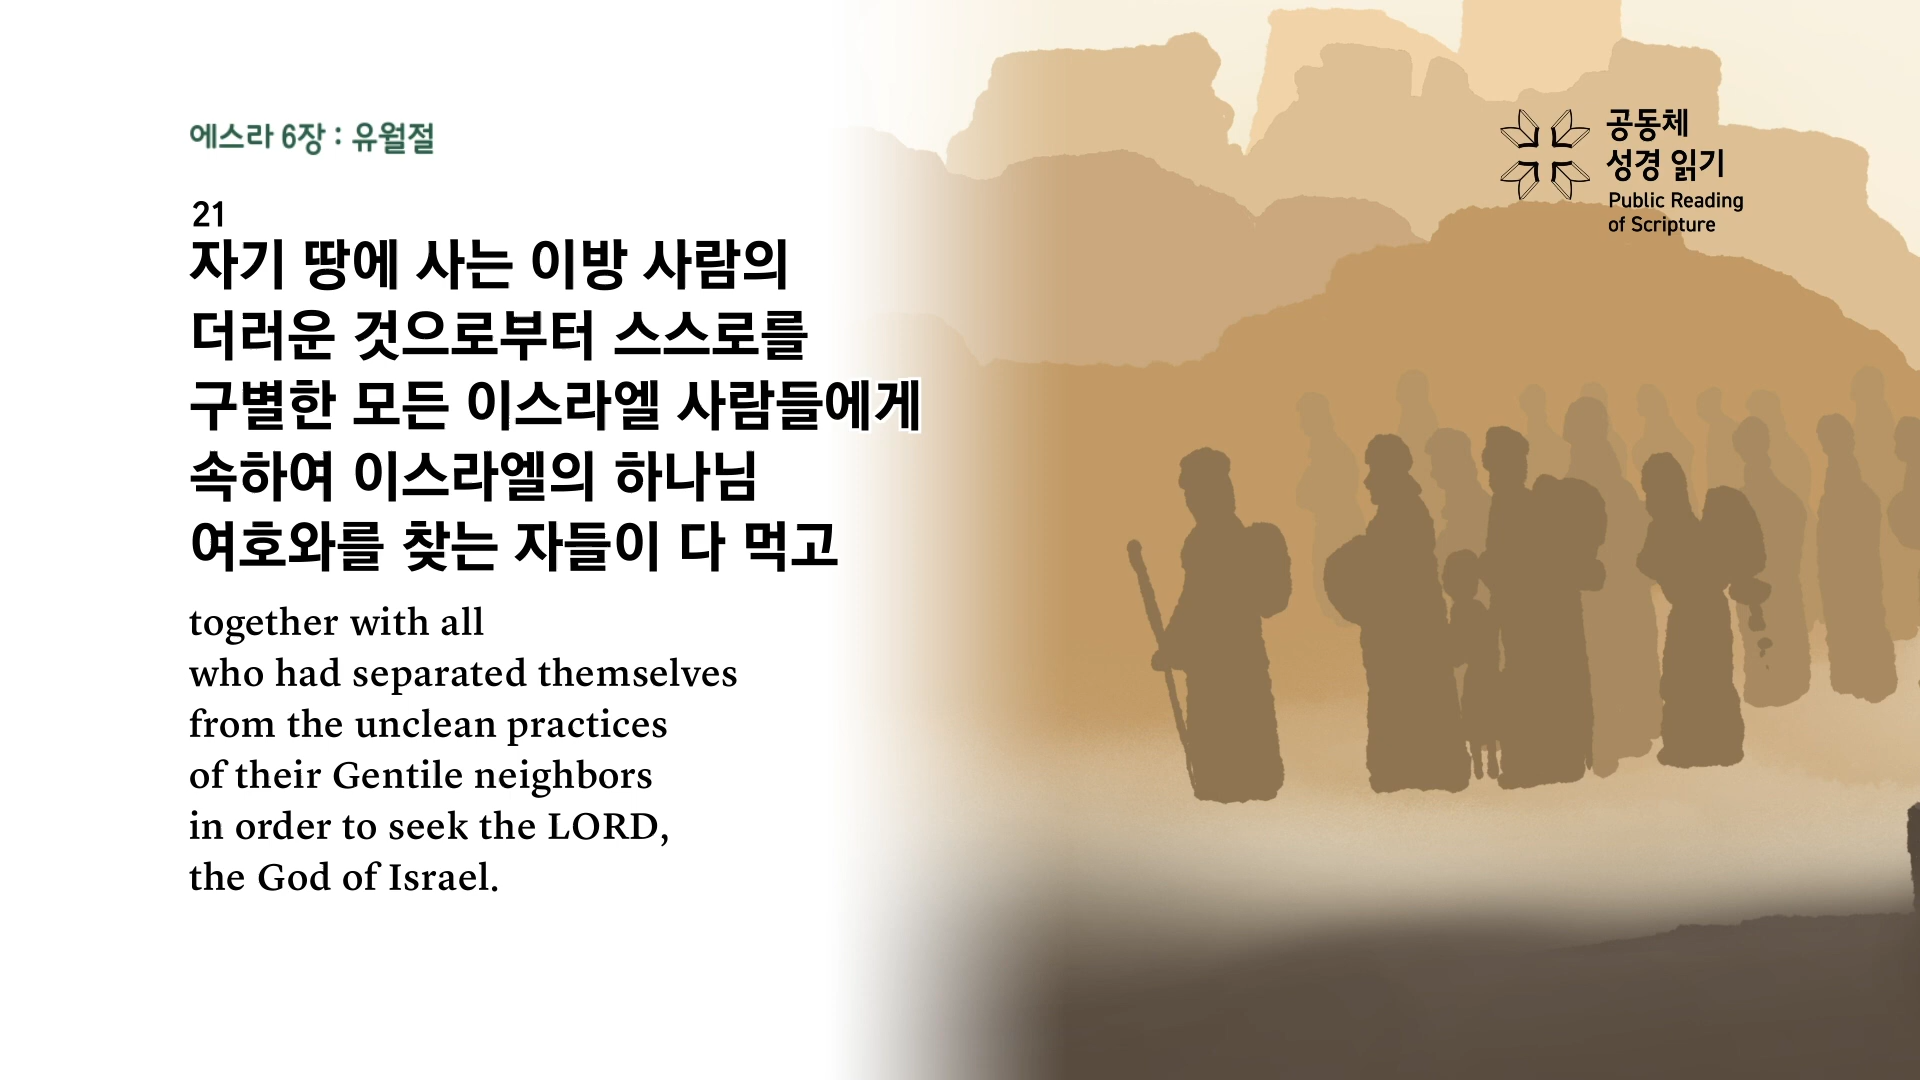 에스라 6장 : 유월절
21
자기 땅에 사는 이방 사람의
더러운 것으로부터 스스로를
구별한 모든 이스라엘 사람들에게
속하여 이스라엘의 하나님
여호와를 찾는 자들이 다 먹고
together with all
who had separated themselves
from the unclean practices
of their Gentile neighbors
in order to seek the LORD,
the God of Israel.
공동체
성경 읽기
Public Reading
of Scripture